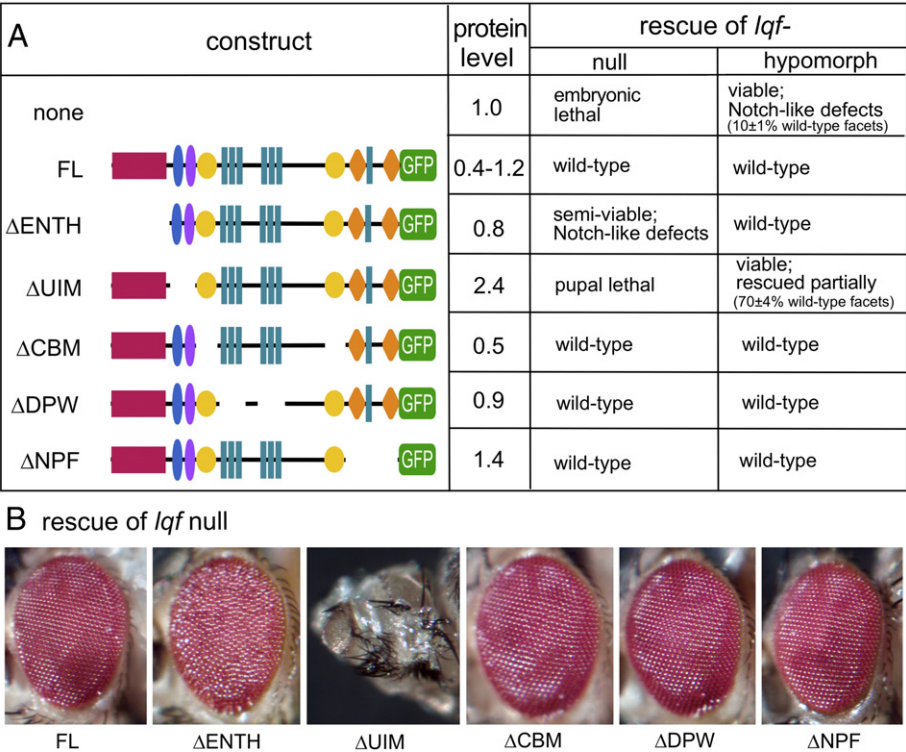 A
construct
protein level
rescue of lqf-
null
hypomorph
none
1.0
embryonic
lethal
viable;
Notch-like defects
(10±1% wild-type facets)
FL
GFP
0.4-1.2
wild-type
wild-type
ΔENTH
GFP
0.8
semi-viable;
Notch-like defects
wild-type
ΔUIM
GFP
2.4
pupal lethal
viable;
rescued partially
(70±4% wild-type facets)
ΔCBM
GFP
0.5
wild-type
wild-type
ΔDPW
GFP
0.9
wild-type
wild-type
ΔNPF
GFP
1.4
wild-type
wild-type
B rescue of lqf null
FL
ΔENTH
ΔUIM
ΔCBM
ΔDPW
ΔNPF